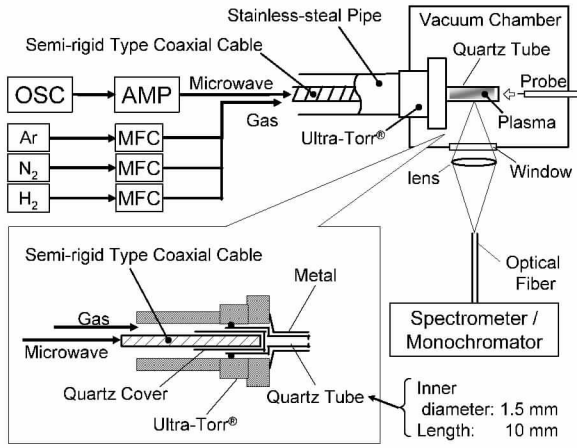 Stainless-steal Pipe
Vacuum Chamber
Semi-rigid Type Coaxial Cable
Quartz Tube
Microwave
Probe
OSC
AMP
Gas
Plasma
Ar
MFC
Ultra-Torr®
N2
MFC
Window
lens
H2
MFC
Semi-rigid Type Coaxial Cable
Optical
Fiber
Metal
Gas
Spectrometer /
Monochromator
Microwave
Quartz Cover
Quartz Tube
Inner
diameter: 1.5 mm
Length: 10 mm
Ultra-Torr®